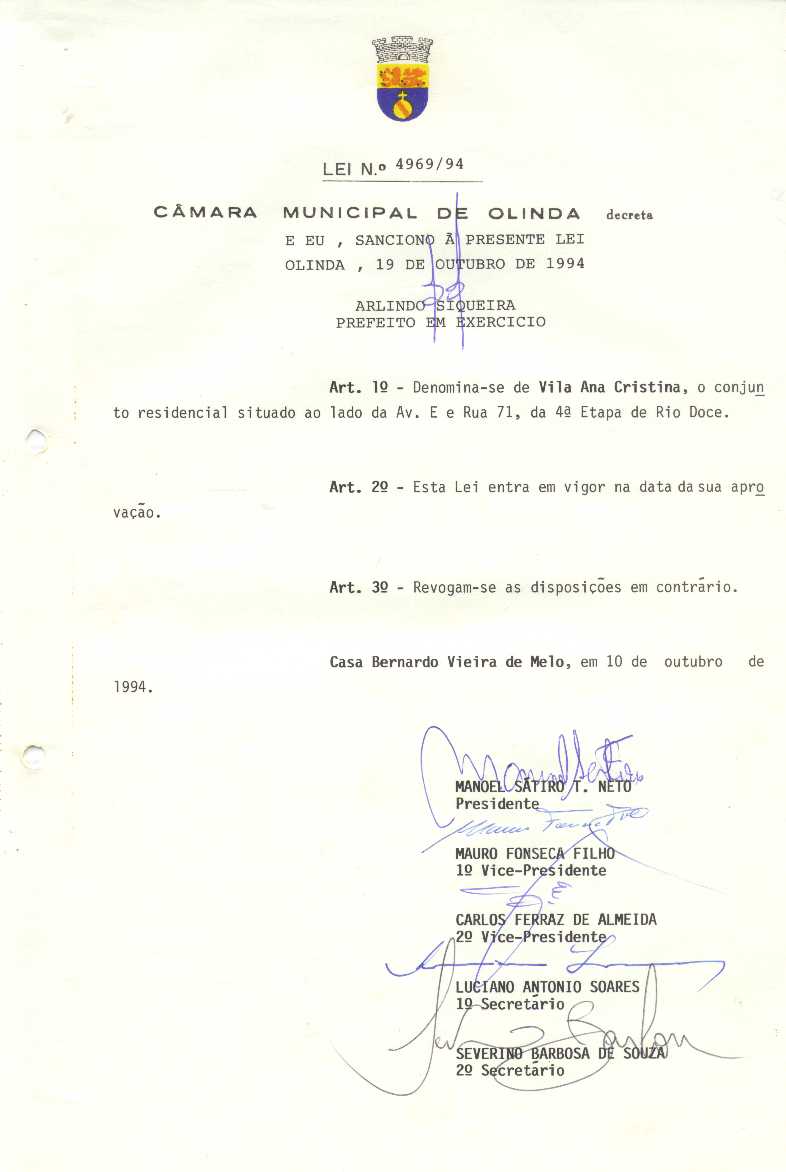 LEI N.º 4969/94
CÂMARA MUNICIPAL DE OLINDA decreta
E EU , SANCIONO Ā PRESENTE LEI
OLINDA , 19 DE OUTUBRO DE 1994
ARLINDO SIQUEIRA
PREFEITO EM EXERCICIO
Art. 1º - Denomina-se de Vila Ana Cristina, o conjun
to residencial situado ao lado da Av. E e Rua 71, da 4ª Etapa de Rio Doce.
Art. 2º - Esta Lei entra em vigor na data da sua apro
vação.
Art. 3º - Revogam-se as disposições em contrário.
Casa Bernardo Vieira de Melo, em 10 de outubro de
1994.
MANOEL SÁTIRO T. NETO
Presidente
MAURO FONSECA FILHO
1º Vice-Presidente
CARLOS FERRAZ DE ALMEIDA
2º Vice-Presidente
LUCIANO ANTONIO SOARES
1º Secretário
SEVERINO BARBOSA DE SOUZA
2º Secretário